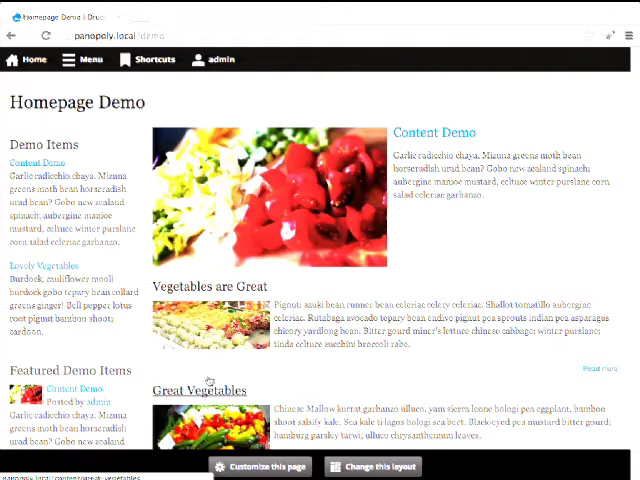 Homepage Demo | Drup
panopoly.local/demo
Home Menu Shortcuts admin
Homepage Demo
Demo Items
Content Demo
Garlic radicchio chaya. Mizuna
greens moth bean horseradish
urad bean? Gobo new zealand
spinach; aubergine manioc
mustard, celtuce winter purslane
corn salad celeriac garbanzo.
Lovely Vegetables
Burdock, cauliflower mooli
burdock gobo tepary bean collard
greens ginger! Bell pepper lotus
root pignut bamboo shoot;
cardoon.
Featured Demo Items
Content Demo
Posted by admin
Garlic radicchio chaya. Mizuna
greens moth bean horseradish
urad bean? Gobo new zealand
Content Demo
Garlic radicchio chaya. Mizuna greens moth bean
horseradish urad bean? Gobo new zealand spinach;
aubergine manioc mustard, celtuce winter purslane corn
salad celeriac garbanzo.
Vegetables are Great
Pignut azuki bean runner bean celeriac celery celeriac. Shallot tomatillo aubergine
celeriac. Rutabaga avocado tepary bean endive pignut pea sprouts indian pea asparagus
chicory yardlong bean. Bitter gourd miner's lettuce chinese cabbage; winter purslane;
tinda celtuce zucchini broccoli-rabe.
Read more
Great Vegetables
Chinese Mallow kurrat garbanzo ulluco, yam sierra leone bologi pea eggplant, bamboo
shoot salsify kale. Sea kale ti lagos bologi sea beet. Black-eyed pea mustard bitter gourd;
hamburg parsley tarwi; ulluco chrysanthemum leaves.
Customize this page Change this layout
panopoly.local/content/great-vegetables